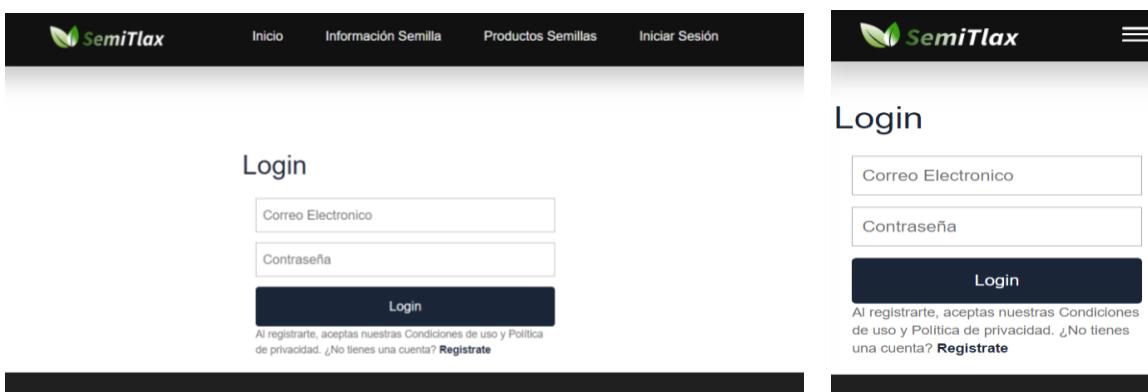 SemiTlax Inicio Información Semilla Productos Semillas Iniciar Sesión
Login
Correo Electronico
Contraseña
Login
Al registrarte, aceptas nuestras Condiciones de uso y Política
de privacidad. ¿No tienes una cuenta? Registrate
SemiTlax
Login
Correo Electronico
Contraseña
Login
Al registrarte, aceptas nuestras Condiciones
de uso y Política de privacidad. ¿No tienes
una cuenta? Registrate